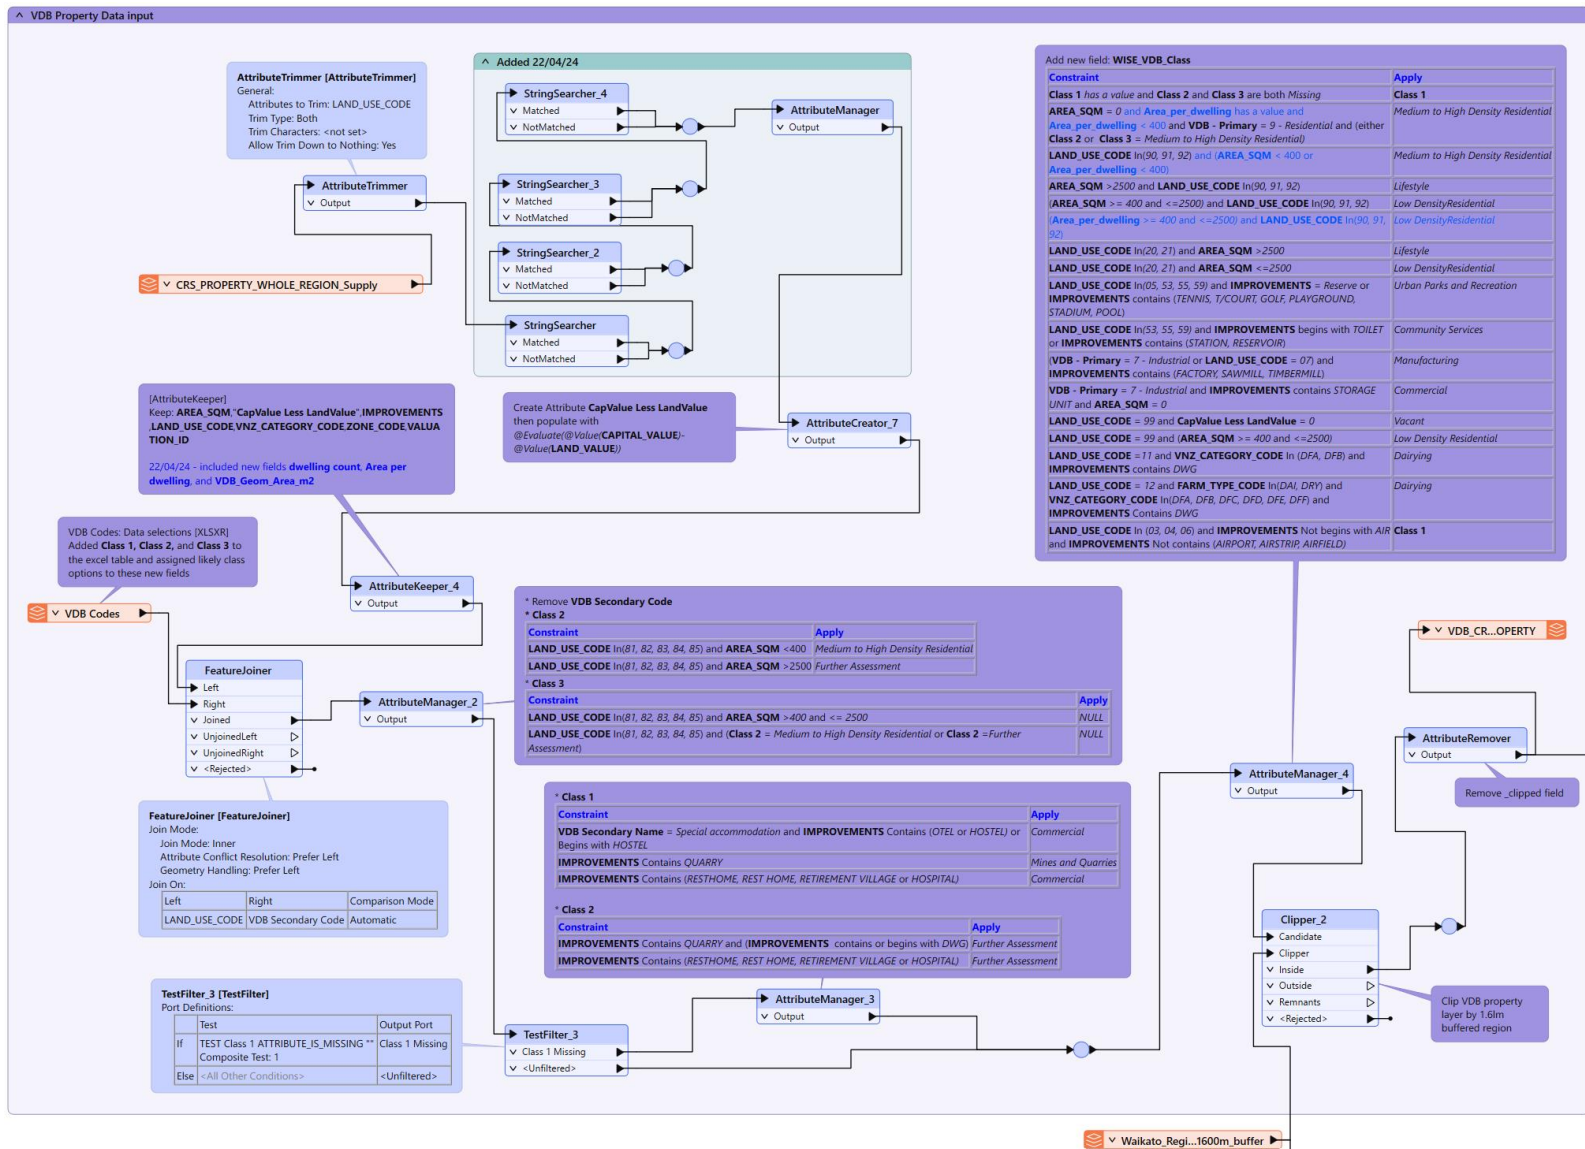 VDB Property Data input
AttributeTrimmer [AttributeTrimmer]
General:
Attributes to Trim: LAND_USE_CODE
Trim Type: Both
Trim Characters: <not set>
Allow Trim Down to Nothing: Yes
AttributeTrimmer
Output
CRS_PROPERTY_WHOLE_REGION_Supply
Added 22/04/24
StringSearcher_4
Matched
NotMatched
AttributeManager
Output
StringSearcher_3
Matched
NotMatched
StringSearcher_2
Matched
NotMatched
StringSearcher
Matched
NotMatched
Add new field: WISE_VDB_Class
Constraint Apply
Class 1 has a value and Class 2 and Class 3 are both Missing Class 1
AREA_SQM = 0 and Area_per_dwelling has a value and Medium to High Density Residential
Area_per_dwelling < 400 and VDB - Primary = 9 - Residential and (either
Class 2 or Class 3 = Medium to High Density Residential)
LAND_USE_CODE In(90, 91, 92) and (AREA_SQM < 400 or Medium to High Density Residential
Area_per_dwelling < 400)
AREA_SQM >2500 and LAND_USE_CODE In(90, 91, 92) Lifestyle
(AREA_SQM >= 400 and <=2500) and LAND_USE_CODE In(90, 91, 92) Low DensityResidential
(Area_per_dwelling >= 400 and <=2500) and LAND_USE_CODE In(90, 91, Low DensityResidential
92)
LAND_USE_CODE In(20, 21) and AREA_SQM >2500 Lifestyle
LAND_USE_CODE In(20, 21) and AREA_SQM <=2500 Low DensityResidential
LAND_USE_CODE In(05, 53, 55, 59) and IMPROVEMENTS = Reserve or Urban Parks and Recreation
IMPROVEMENTS contains (TENNIS, T/COURT, GOLF, PLAYGROUND,
STADIUM, POOL)
LAND_USE_CODE In(53, 55, 59) and IMPROVEMENTS begins with TOILET Community Services
or IMPROVEMENTS contains (STATION, RESERVOIR)
(VDB - Primary = 7 - Industrial or LAND_USE_CODE = 07) and Manufacturing
IMPROVEMENTS contains (FACTORY, SAWMILL, TIMBERMILL)
VDB - Primary = 7 - Industrial and IMPROVEMENTS contains STORAGE Commercial
UNIT and AREA_SQM = 0
LAND_USE_CODE = 99 and CapValue Less LandValue = 0 Vacant
LAND_USE_CODE = 99 and (AREA_SQM >= 400 and <=2500) Low Density Residential
LAND_USE_CODE =11 and VNZ_CATEGORY_CODE In (DFA, DFB) and Dairying
IMPROVEMENTS contains DWG
LAND_USE_CODE = 12 and FARM_TYPE_CODE In(DAI, DRY) and Dairying
VNZ_CATEGORY_CODE In(DFA, DFB, DFC, DFD, DFE, DFF) and
IMPROVEMENTS Contains DWG
LAND_USE_CODE In (03, 04, 06) and IMPROVEMENTS Not begins with AIR Class 1
and IMPROVEMENTS Not contains (AIRPORT, AIRSTRIP, AIRFIELD)
[AttributeKeeper]
Keep: AREA_SQM,"CapValue Less LandValue",IMPROVEMENTS
,LAND_USE_CODE,VNZ_CATEGORY_CODE,ZONE_CODE,VALUA
TION_ID
22/04/24 - included new fields dwelling count, Area per
dwelling, and VDB_Geom_Area_m2
Create Attribute CapValue Less LandValue
then populate with
@Evaluate(@Value(CAPITAL_VALUE)-
@Value(LAND_VALUE))
AttributeCreator_7
Output
VDB Codes: Data selections [XLSXR]
Added Class 1, Class 2, and Class 3 to
the excel table and assigned likely class
options to these new fields
VDB Codes
AttributeKeeper_4
Output
FeatureJoiner
Left
Right
Joined
UnjoinedLeft
UnjoinedRight
<Rejected>
AttributeManager_2
Output
* Remove VDB Secondary Code
* Class 2
Constraint Apply
LAND_USE_CODE In(81, 82, 83, 84, 85) and AREA_SQM <400 Medium to High Density Residential
LAND_USE_CODE In(81, 82, 83, 84, 85) and AREA_SQM >2500 Further Assessment
* Class 3
Constraint Apply
LAND_USE_CODE In(81, 82, 83, 84, 85) and AREA_SQM >400 and <= 2500 NULL
LAND_USE_CODE In(81, 82, 83, 84, 85) and (Class 2 = Medium to High Density Residential or Class 2 =Further NULL
Assessment)
VDB_CR...OPERTY
AttributeRemover
Output
Remove _clipped field
AttributeManager_4
Output
FeatureJoiner [FeatureJoiner]
Join Mode:
Join Mode: Inner
Attribute Conflict Resolution: Prefer Left
Geometry Handling: Prefer Left
Join On:
Left Right Comparison Mode
LAND_USE_CODE VDB Secondary Code Automatic
* Class 1
Constraint Apply
VDB Secondary Name = Special accommodation and IMPROVEMENTS Contains (OTEL or HOSTEL) or Commercial
Begins with HOSTEL
IMPROVEMENTS Contains QUARRY Mines and Quarries
IMPROVEMENTS Contains (RESTHOME, REST HOME, RETIREMENT VILLAGE or HOSPITAL) Commercial
* Class 2
Constraint Apply
IMPROVEMENTS Contains QUARRY and (IMPROVEMENTS contains or begins with DWG) Further Assessment
IMPROVEMENTS Contains (RESTHOME, REST HOME, RETIREMENT VILLAGE or HOSPITAL) Further Assessment
Clipper_2
Candidate
Clipper
Inside
Outside
Remnants
<Rejected>
Clip VDB property
layer by 1.6lm
buffered region
TestFilter_3 [TestFilter]
Port Definitions:
Test Output Port
If TEST Class 1 ATTRIBUTE_IS_MISSING "" Class 1 Missing
Composite Test: 1
Else <All Other Conditions> <Unfiltered>
TestFilter_3
Class 1 Missing
<Unfiltered>
AttributeManager_3
Output
Waikato_Regi...1600m_buffer